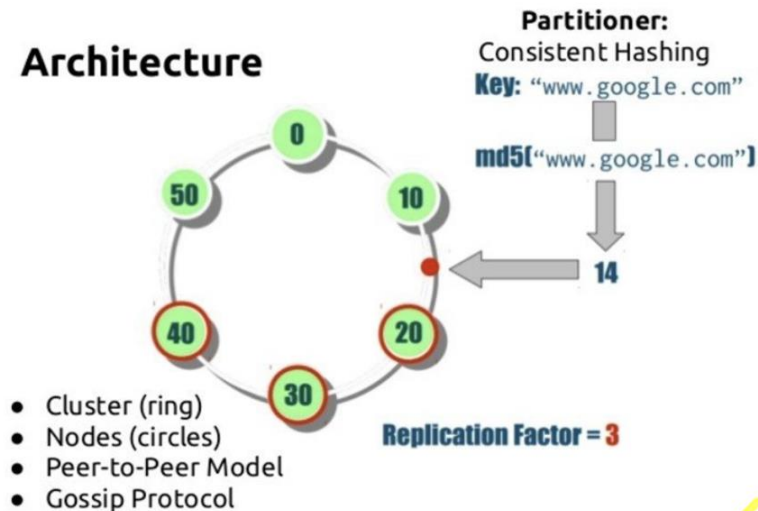 Architecture
Partitioner:
Consistent Hashing
Key: “www.google.com”
md5(“www.google.com”)
14
0
10
20
30
40
50
Replication Factor = 3
• Cluster (ring)
• Nodes (circles)
• Peer-to-Peer Model
• Gossip Protocol